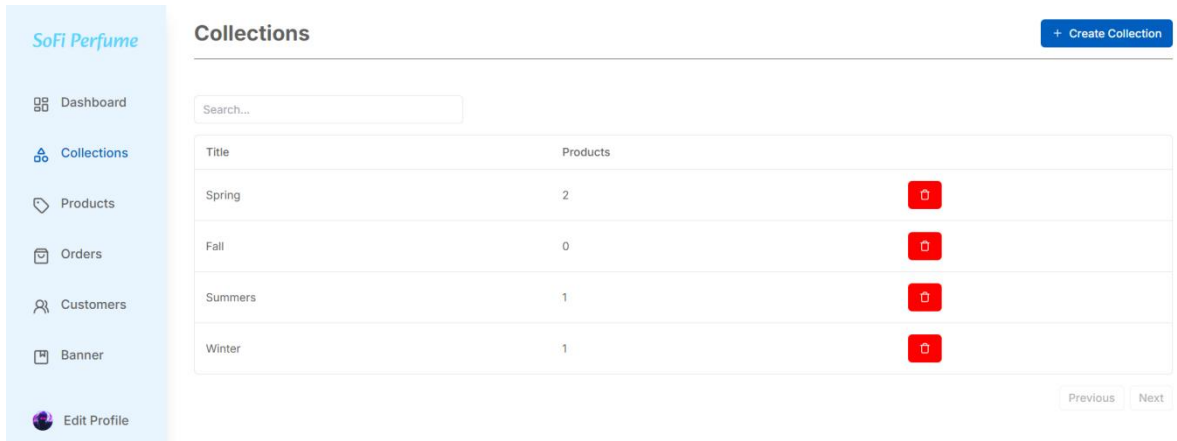 SoFi Perfume
Dashboard
Collections
Products
Orders
Customers
Banner
Edit Profile
Collections
+ Create Collection
Search...
Title Products
Spring 2
Fall 0
Summers 1
Winter 1
Previous Next